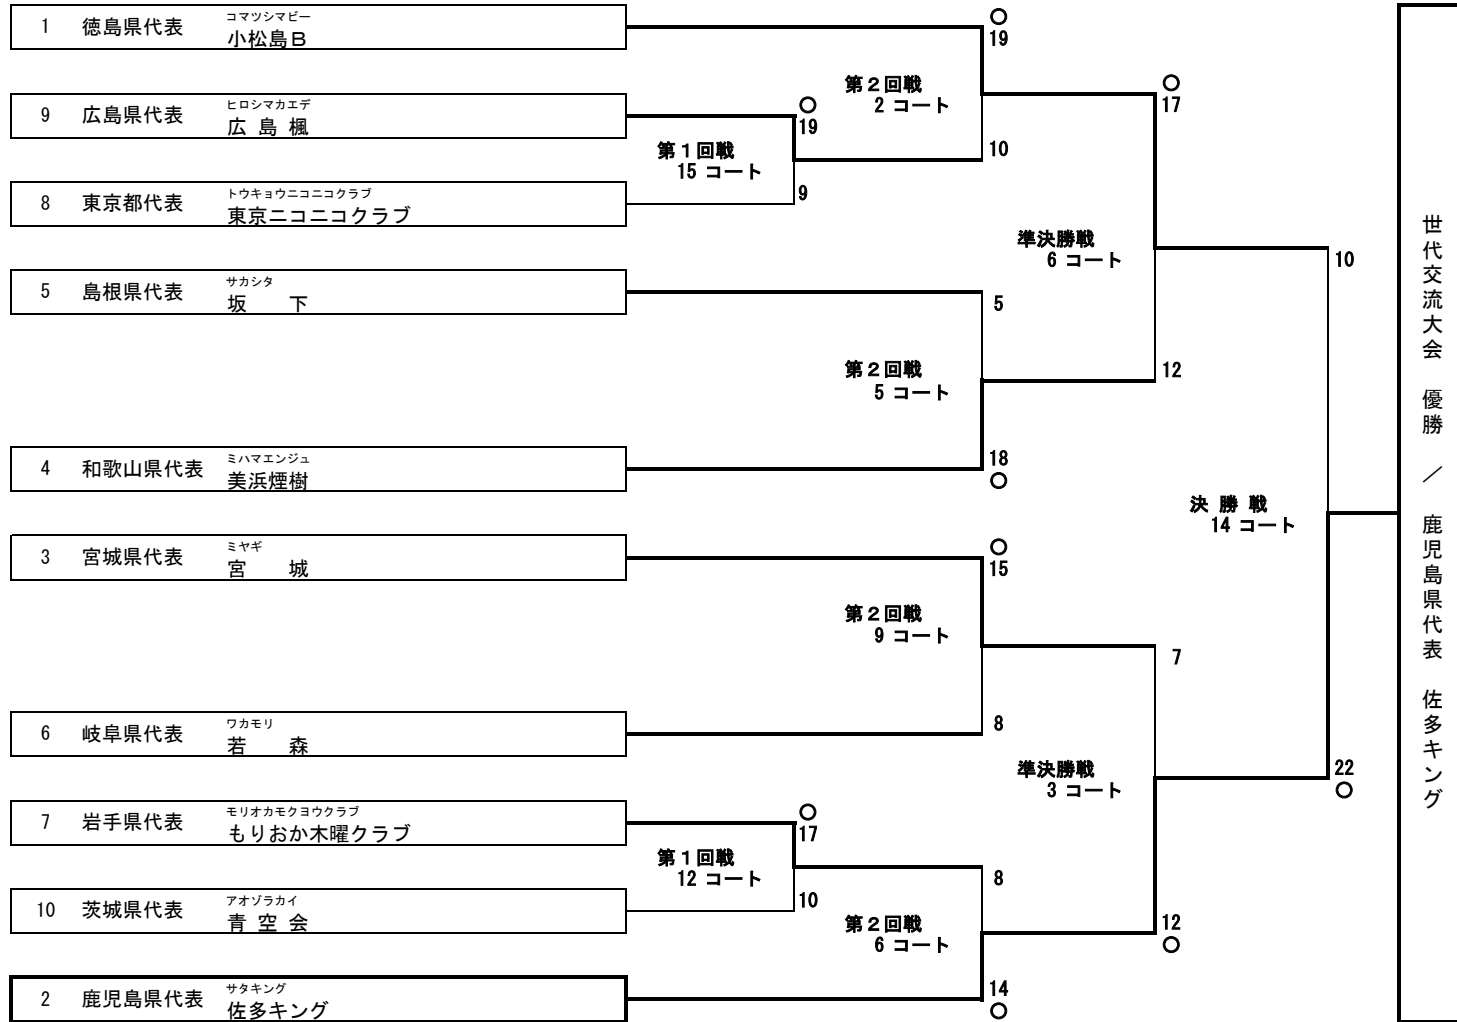 コマツシマビー
1 徳島県代表 小松島Ｂ
○
19
第２回戦
2 コート
○
17
ヒロシマカエデ
9 広島県代表 広 島 楓
○
19
10
第１回戦
15 コート
トウキョウニコニコクラブ
8 東京都代表 東京ニコニコクラブ
9
準決勝戦
6 コート
10
サカシタ
5 島根県代表 坂 下
5
第２回戦
5 コート
12
ミハマエンジュ
4 和歌山県代表 美浜煙樹
18
○
決 勝 戦
14 コート
ミヤギ
3 宮城県代表 宮 城
○
15
第２回戦
9 コート
7
ワカモリ
6 岐阜県代表 若 森
8
準決勝戦
3 コート
22
○
モリオカモクヨウクラブ
7 岩手県代表 もりおか木曜クラブ
○
17
第１回戦
12 コート
8
アオゾラカイ
10 茨城県代表 青 空 会
10
第２回戦
6 コート
12
○
サタキング
2 鹿児島県代表 佐多キング
14
○
世代交流大会 優勝 ／ 鹿児島県代表 佐多キング